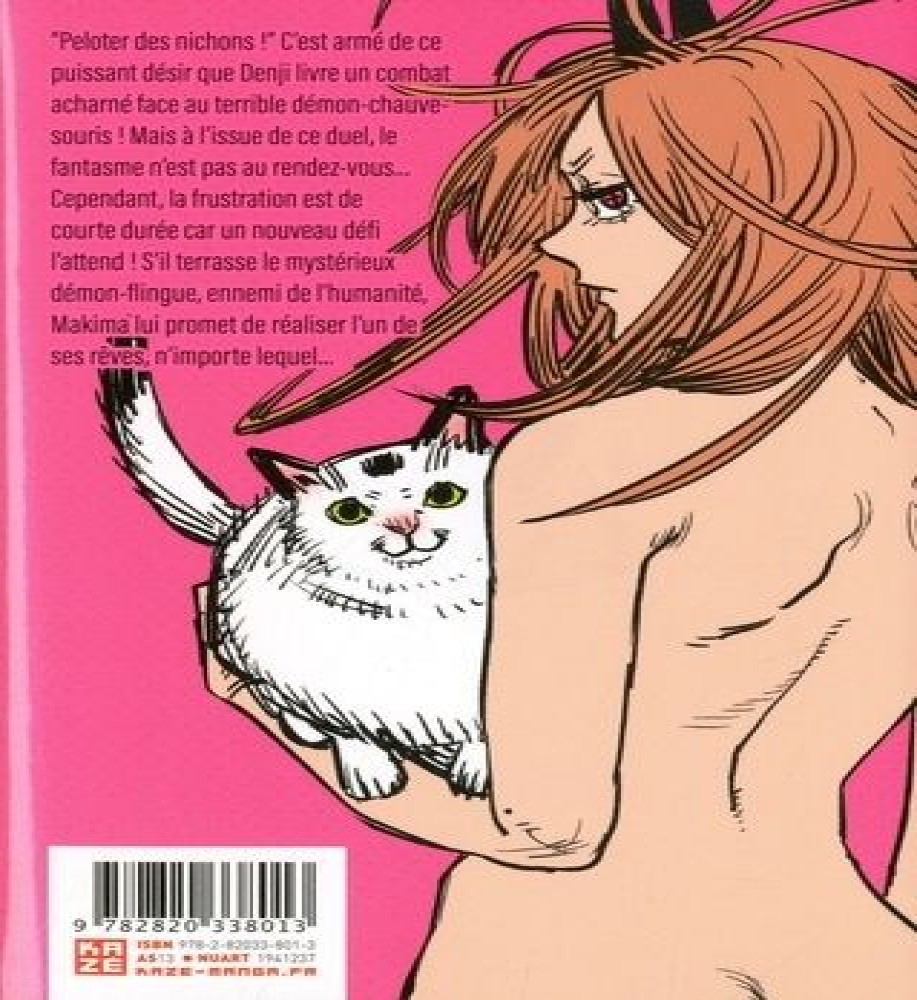 "Peloter des nichons !" C'est armé de ce
puissant désir que Denji livre un combat
acharné face au terrible démon-chauve-
souris ! Mais à l'issue de ce duel, le
fantasme n'est pas au rendez-vous...
Cependant, la frustration est de
courte durée car un nouveau défi
l'attend ! S'il terrasse le mystérieux
démon-flingue, ennemi de l'humanité,
Makima lui promet de réaliser l'un de
ses rêves, n'importe lequel...
9 782820 338013
KAZE
ISBN 978-2-82033-801-3
AS13 • NUART 1941237
KAZE-MANGA.FR